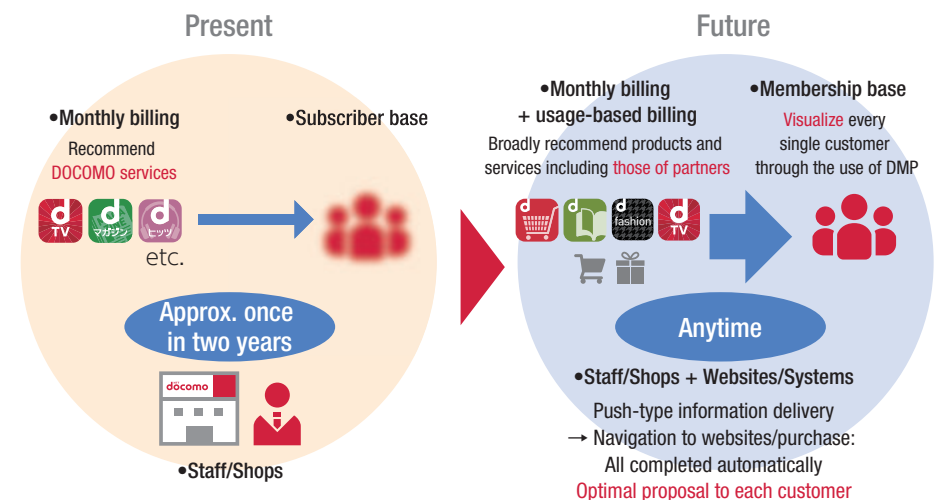 Present
•Monthly billing
Recommend
DOCOMO services
•Subscriber base
d
TV
d
マガジン
d
ヒッツ
etc.
Approx. once
in two years
döcomo
•Staff/Shops
Future
•Monthly billing
+ usage-based billing
Broadly recommend products and
services including those of partners
•Membership base
Visualize every
single customer
through the use of DMP
d
d
d
fashion
d
TV
Anytime
•Staff/Shops + Websites/Systems
Push-type information delivery
→ Navigation to websites/purchase:
All completed automatically
Optimal proposal to each customer